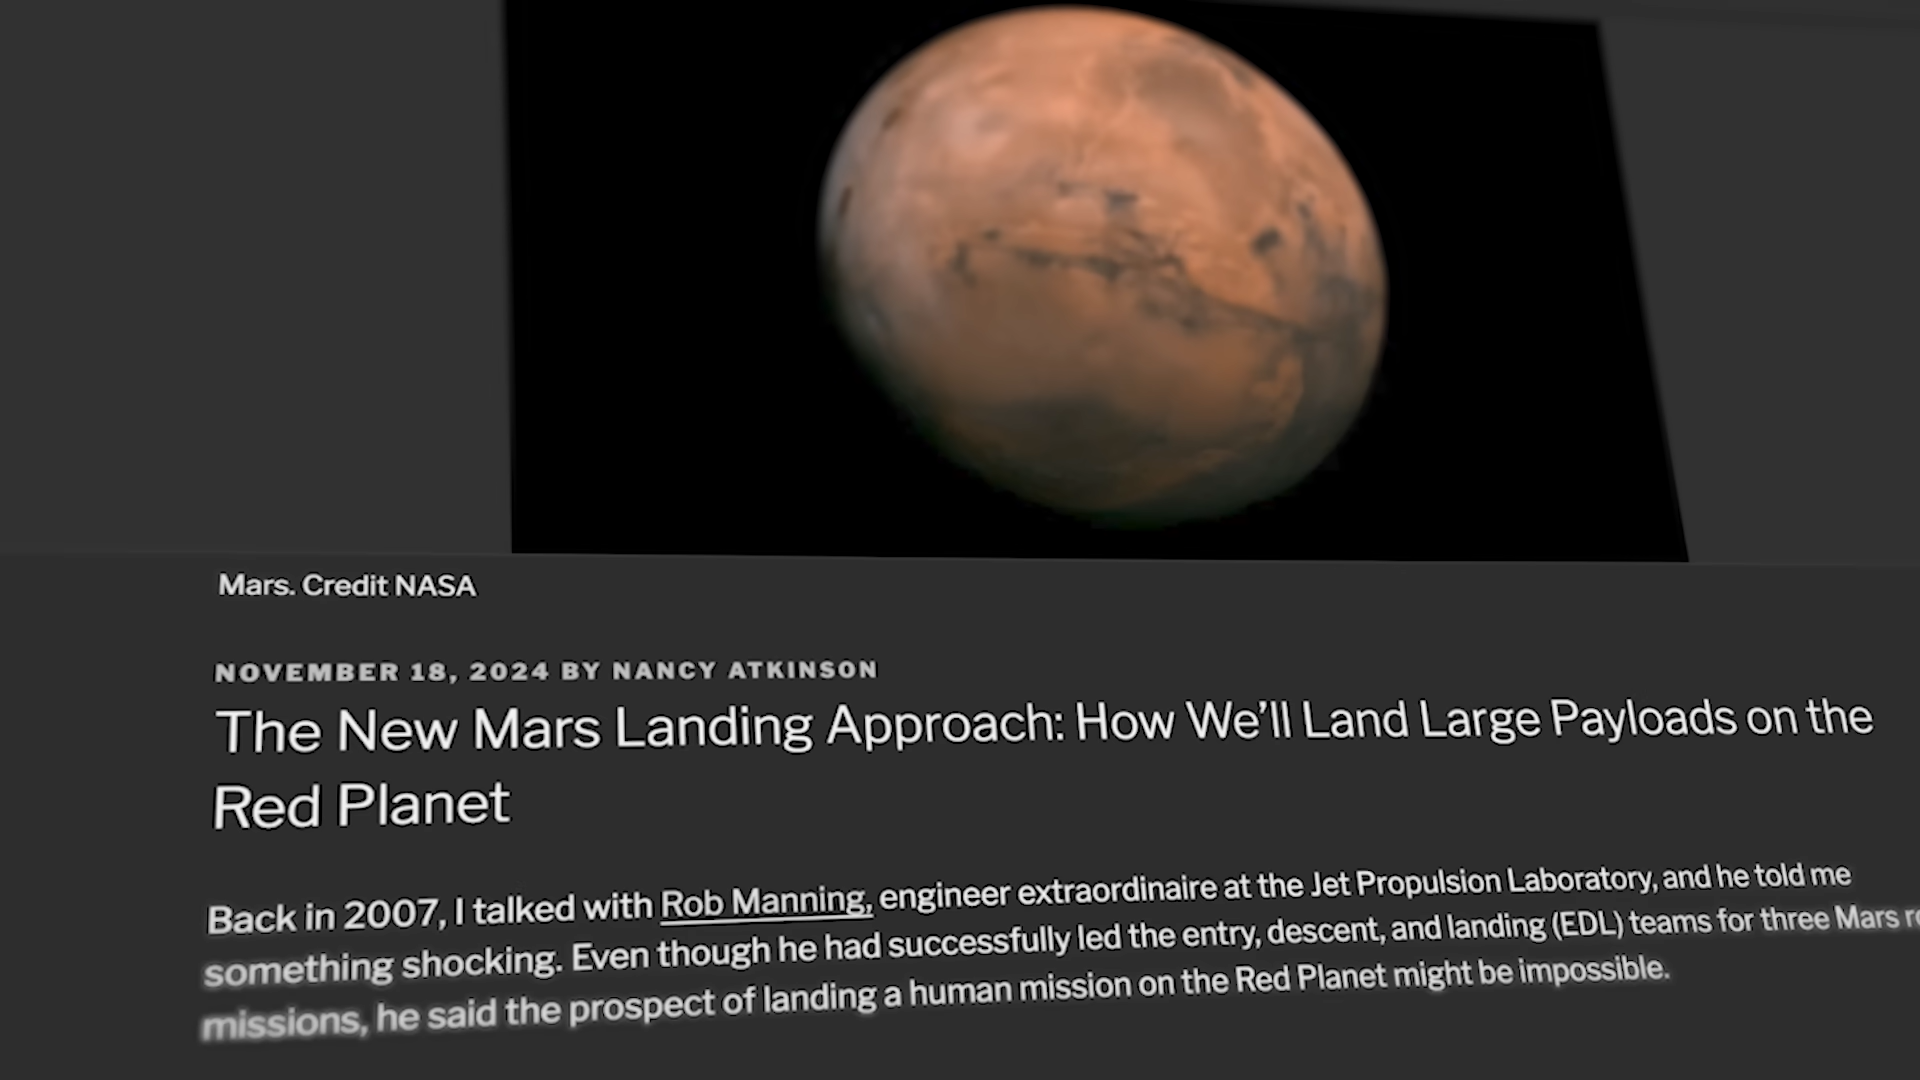 Mars. Credit NASA
NOVEMBER 18, 2024 BY NANCY ATKINSON
The New Mars Landing Approach: How We’ll Land Large Payloads on the
Red Planet
Back in 2007, I talked with Rob Manning, engineer extraordinaire at the Jet Propulsion Laboratory, and he told me
something shocking. Even though he had successfully led the entry, descent, and landing (EDL) teams for three Mars
missions, he said the prospect of landing a human mission on the Red Planet might be impossible.